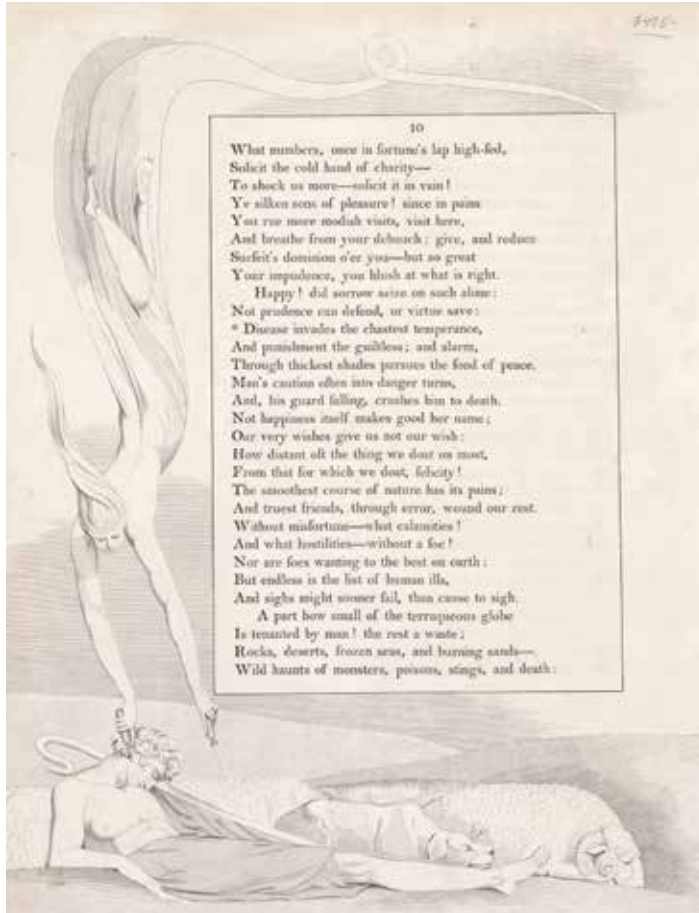 10
What numbers, once in fortune's lap high-fed,
Solicit the cold hand of charity—
To shock us more—solicit it in vain!
Ye silken sons of pleasure! since in pains
You rue more modish visits, visit here,
And breathe from your debauch: give, and reduce
Surfeit's dominion o'er you—but so great
Your impudence, you blush at what is right.
Happy! did sorrow seize on such alone:
Not prudence can defend, or virtue save:
* Disease invades the chastest temperance,
And punishment the guiltless; and alarm,
Through thickest shades pursues the fond of peace.
Man's caution often into danger turns,
And, his guard falling, crushes him to death.
Not happiness itself makes good her name;
Our very wishes give us not our wish:
How distant oft the thing we doat on most,
From that for which we doat, felicity!
The smoothest course of nature has its pains;
And truest friends, through error, wound our rest.
Without misfortune—what calamities!
And what hostilities—without a foe!
Nor are foes wanting to the best on earth:
But endless is the list of human ills,
And sighs might sooner fail, than cause to sigh.
A part how small of the terraqueous globe
Is tenanted by man! the rest a waste;
Rocks, deserts, frozen seas, and burning sands—
Wild haunts of monsters, poisons, stings, and death: